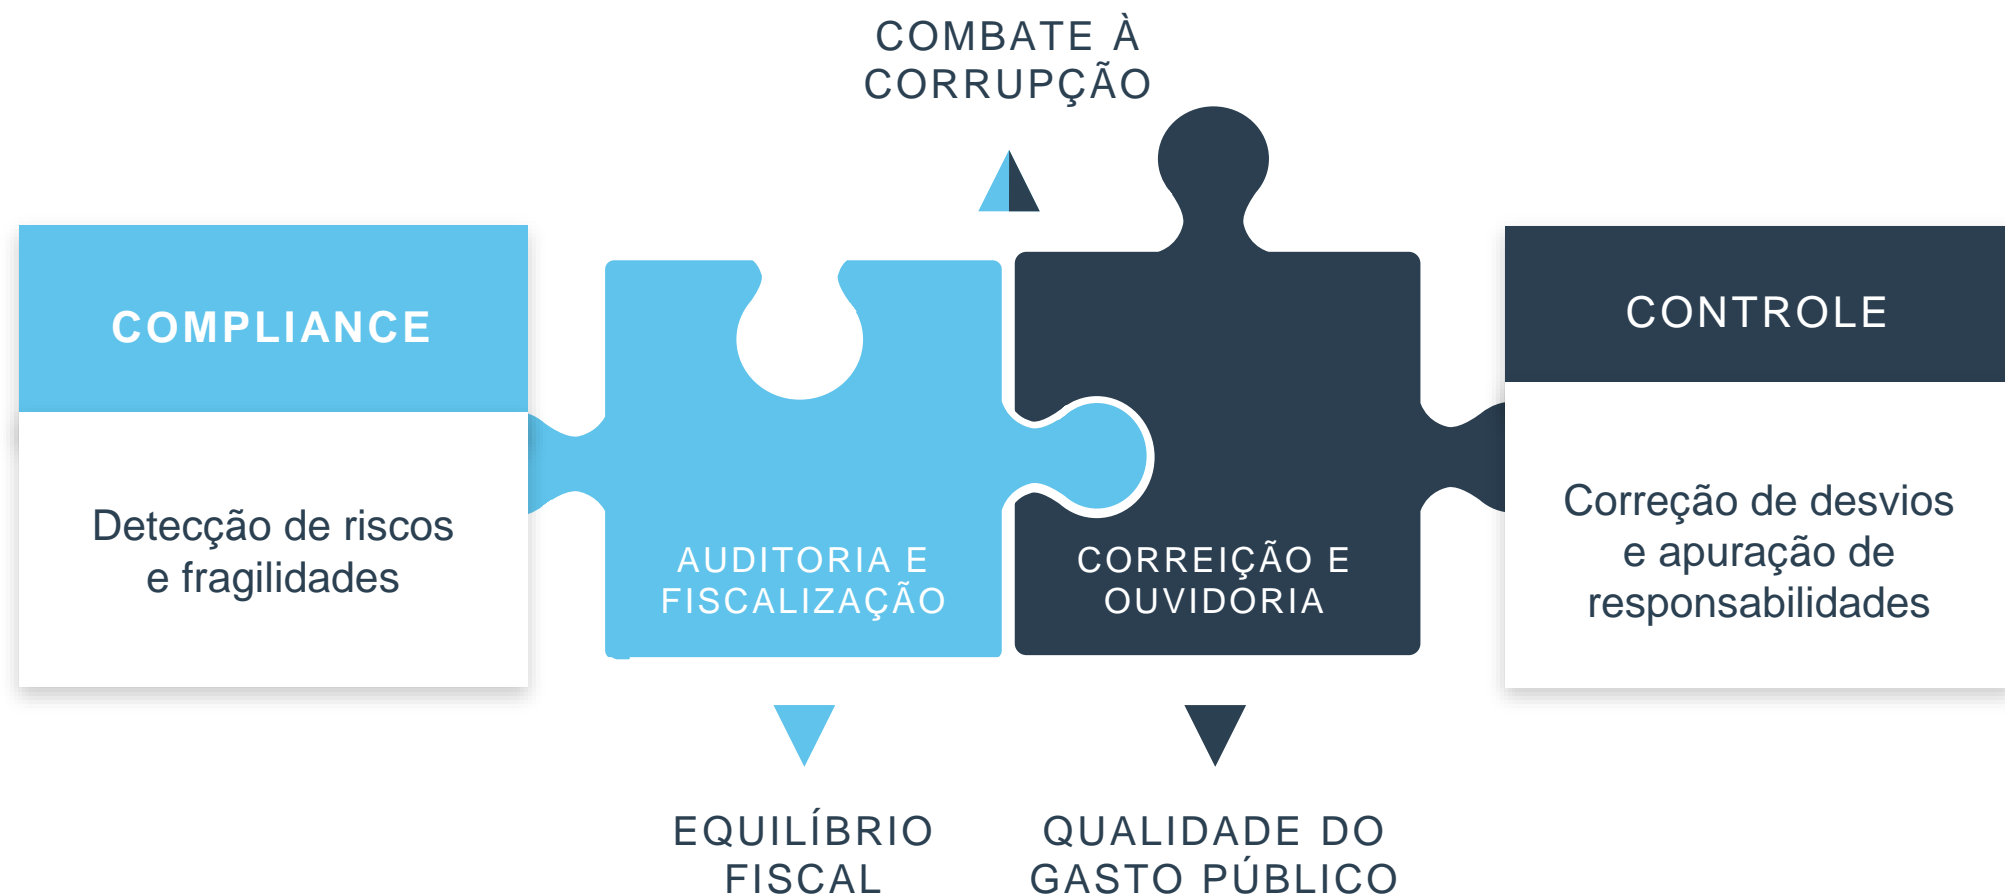 COMBATE À
CORRUPÇÃO
COMPLIANCE
Detecção de riscos
e fragilidades
AUDITORIA E
FISCALIZAÇÃO
CORREIÇÃO E
OUVIDORIA
CONTROLE
Correção de desvios
e apuração de
responsabilidades
EQUILÍBRIO
FISCAL
QUALIDADE DO
GASTO PÚBLICO